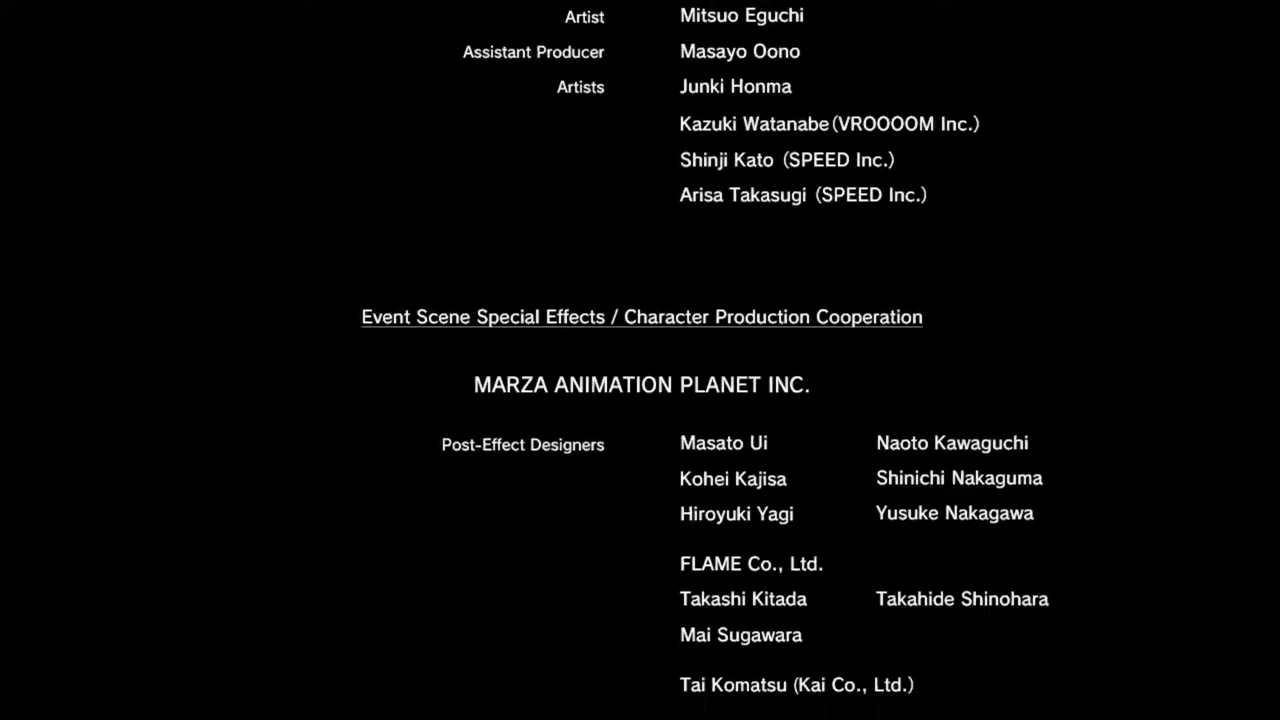 Artist Mitsuo Eguchi
Assistant Producer Masayo Oono
Artists Junki Honma
Kazuki Watanabe(VROOOOM Inc.)
Shinji Kato (SPEED Inc.)
Arisa Takasugi (SPEED Inc.)
Event Scene Special Effects / Character Production Cooperation
MARZA ANIMATION PLANET INC.
Post-Effect Designers Masato Ui Naoto Kawaguchi
Kohei Kajisa Shinichi Nakaguma
Hiroyuki Yagi Yusuke Nakagawa
FLAME Co., Ltd.
Takashi Kitada Takahide Shinohara
Mai Sugawara
Tai Komatsu (Kai Co., Ltd.)